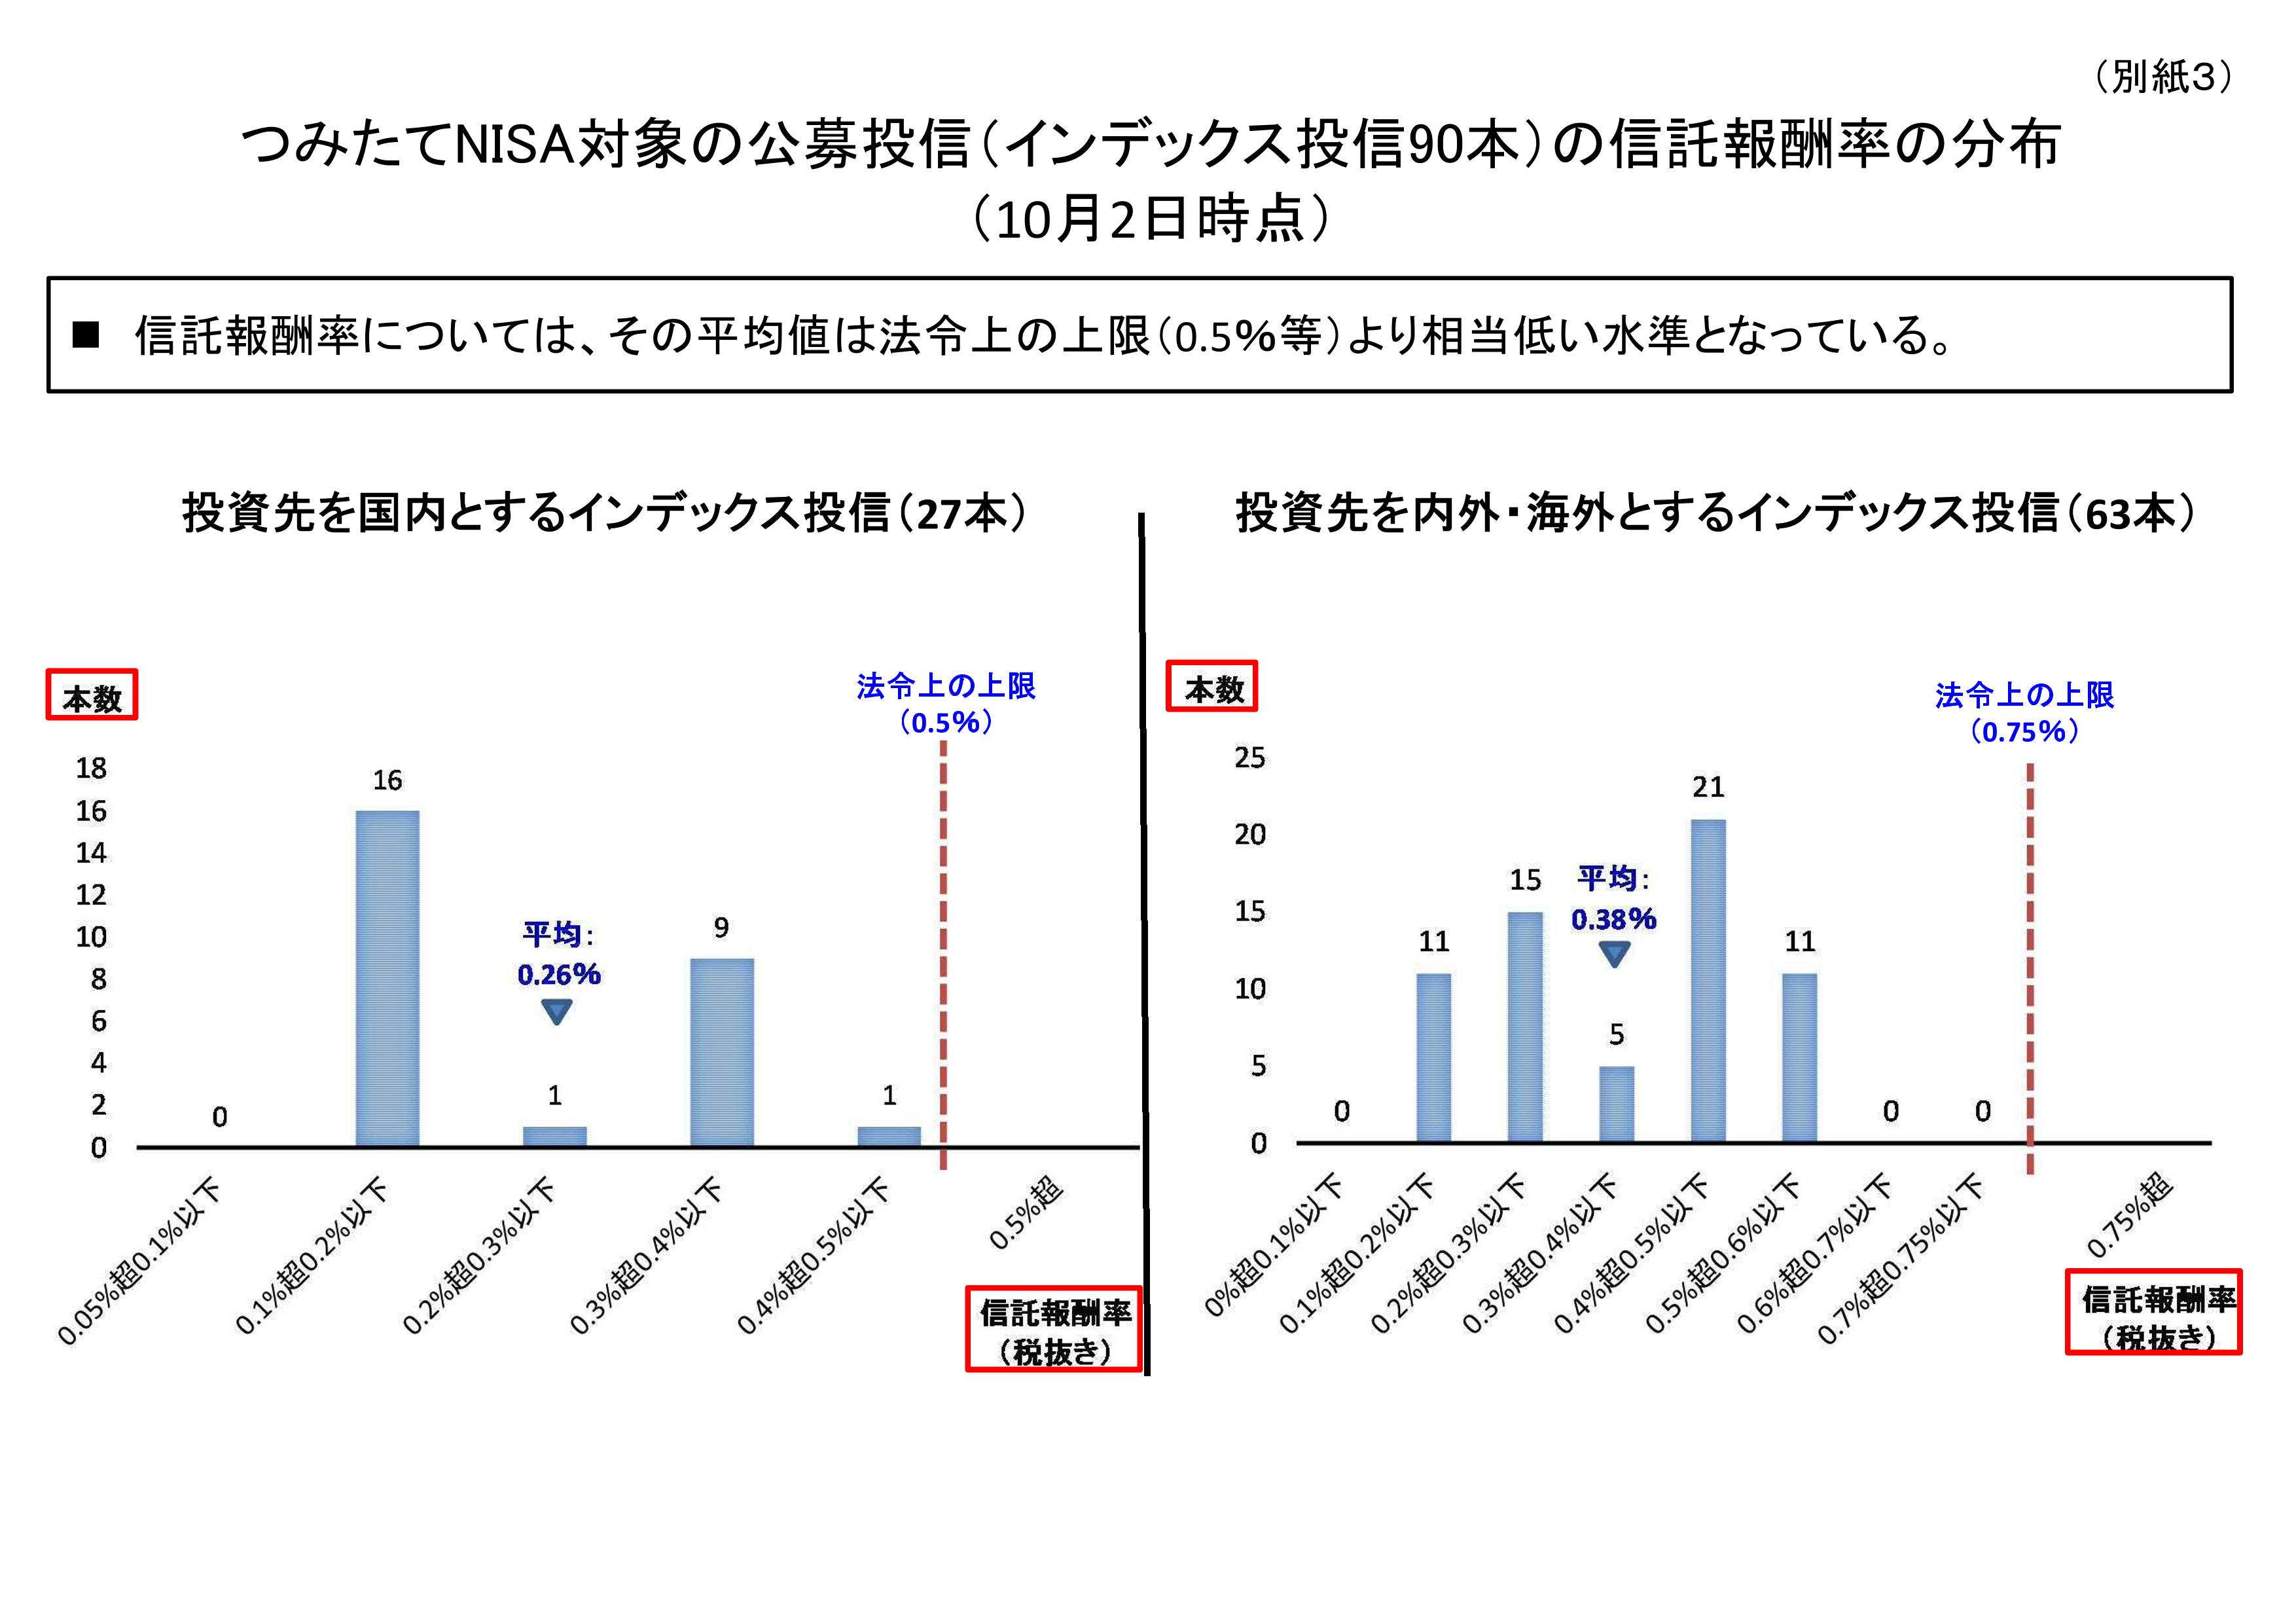 （別紙３）
つみたてNISA対象の公募投信（インデックス投信90本）の信託報酬率の分布
（10月2日時点）
■ 信託報酬率については、その平均値は法令上の上限（0.5％等）より相当低い水準となっている。
投資先を国内とするインデックス投信（27本）
本数
法令上の上限
（0.5％）
18
16
14
12
10
8
6
4
2
0
0
16
平均：
0.26％
1
9
1
0.05%超0.1%以下
0.1%超0.2%以下
0.2%超0.3%以下
0.3%超0.4%以下
0.4%超0.5%以下
0.5%超
信託報酬率
（税抜き）
投資先を内外・海外とするインデックス投信（63本）
本数
法令上の上限
（0.75％）
25
20
15
10
5
0
0
11
15
平均：
0.38％
5
21
11
0
0
0%超0.1%以下
0.1%超0.2%以下
0.2%超0.3%以下
0.3%超0.4%以下
0.4%超0.5%以下
0.5%超0.6%以下
0.6%超0.7%以下
0.7%超0.75%以下
0.75%超
信託報酬率
（税抜き）